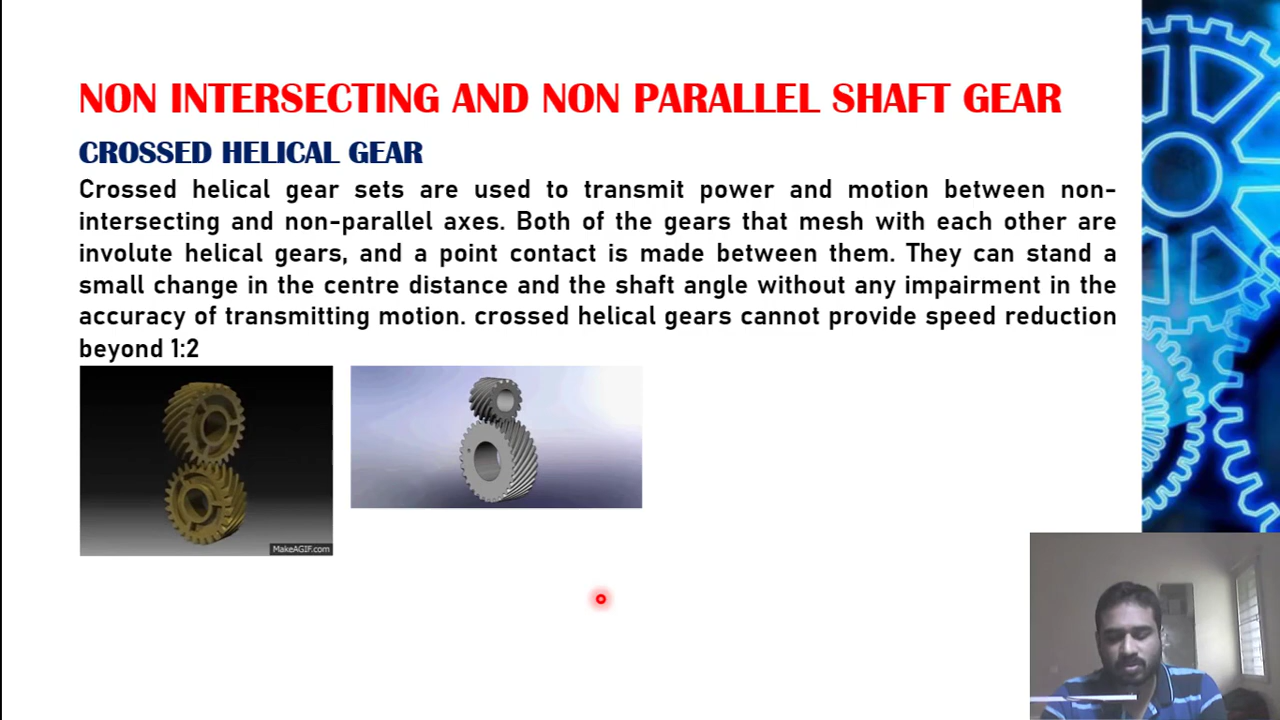 NON INTERSECTING AND NON PARALLEL SHAFT GEAR
CROSSED HELICAL GEAR
Crossed helical gear sets are used to transmit power and motion between non-
intersecting and non-parallel axes. Both of the gears that mesh with each other are
involute helical gears, and a point contact is made between them. They can stand a
small change in the centre distance and the shaft angle without any impairment in the
accuracy of transmitting motion. crossed helical gears cannot provide speed reduction
beyond 1:2
MakeAGIF.com